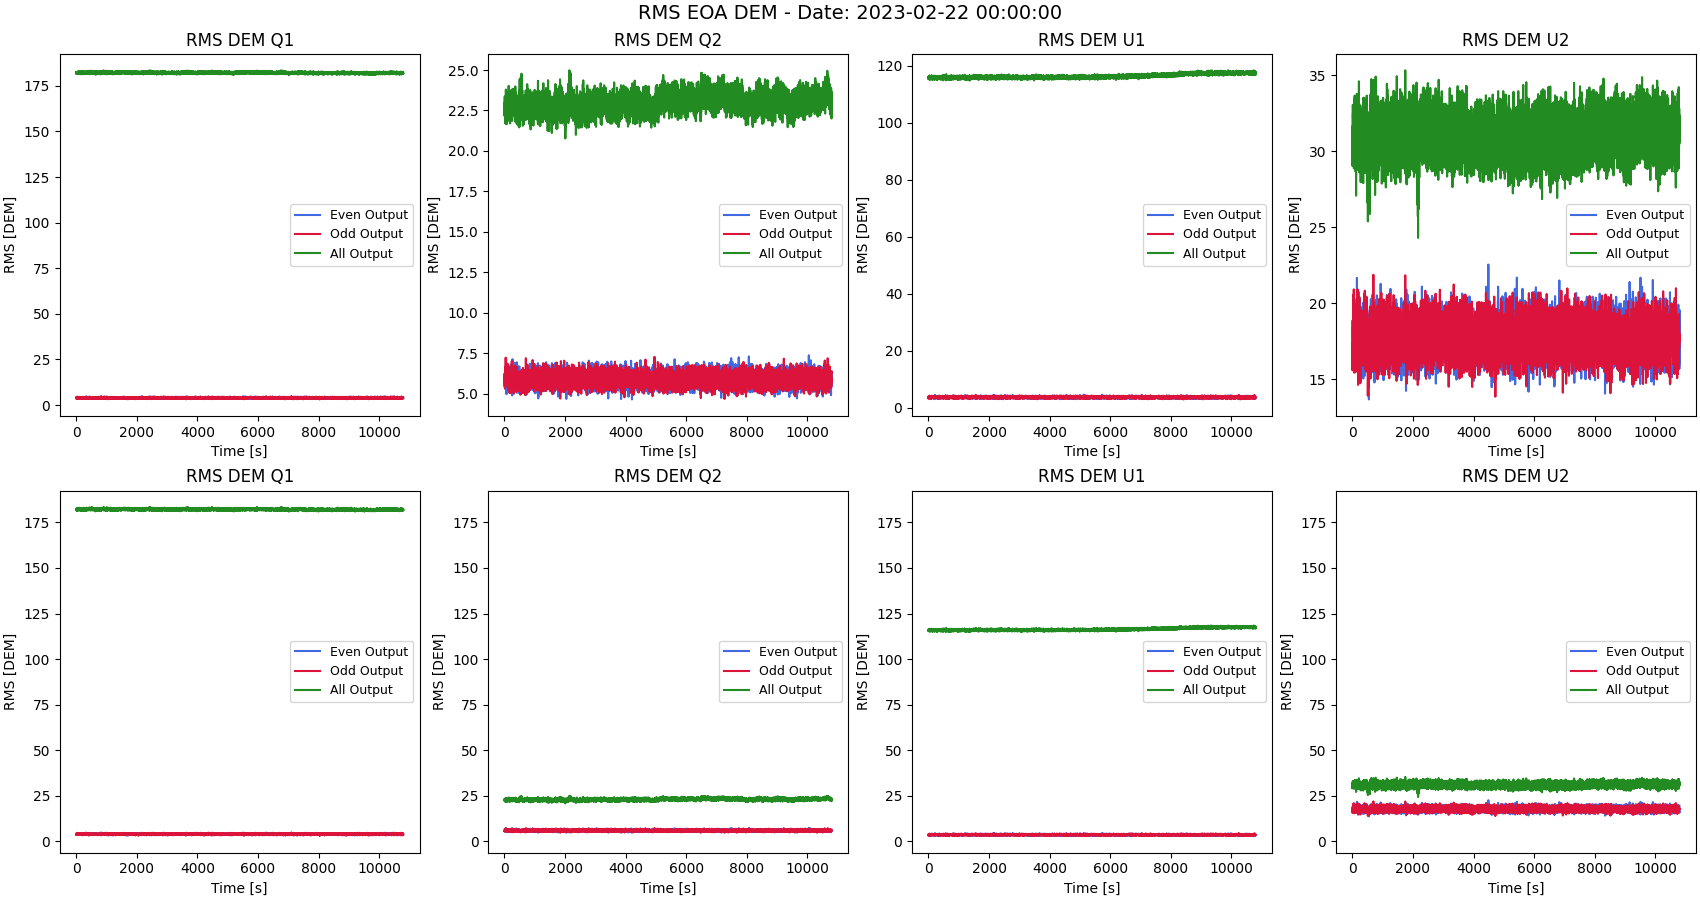 RMS EOA DEM - Date: 2023-02-22 00:00:00
RMS DEM Q1
RMS [DEM]
175
150
125
100
75
50
25
0
Even Output
Odd Output
All Output
0 2000 4000 6000 8000 10000
Time [s]
RMS DEM Q2
RMS [DEM]
25.0
22.5
20.0
17.5
15.0
12.5
10.0
7.5
5.0
Even Output
Odd Output
All Output
0 2000 4000 6000 8000 10000
Time [s]
RMS DEM U1
RMS [DEM]
120
100
80
60
40
20
0
Even Output
Odd Output
All Output
0 2000 4000 6000 8000 10000
Time [s]
RMS DEM U2
RMS [DEM]
35
30
25
20
15
Even Output
Odd Output
All Output
0 2000 4000 6000 8000 10000
Time [s]
RMS DEM Q1
RMS [DEM]
175
150
125
100
75
50
25
0
Even Output
Odd Output
All Output
0 2000 4000 6000 8000 10000
Time [s]
RMS DEM Q2
RMS [DEM]
175
150
125
100
75
50
25
0
Even Output
Odd Output
All Output
0 2000 4000 6000 8000 10000
Time [s]
RMS DEM U1
RMS [DEM]
175
150
125
100
75
50
25
0
Even Output
Odd Output
All Output
0 2000 4000 6000 8000 10000
Time [s]
RMS DEM U2
RMS [DEM]
175
150
125
100
75
50
25
0
Even Output
Odd Output
All Output
0 2000 4000 6000 8000 10000
Time [s]